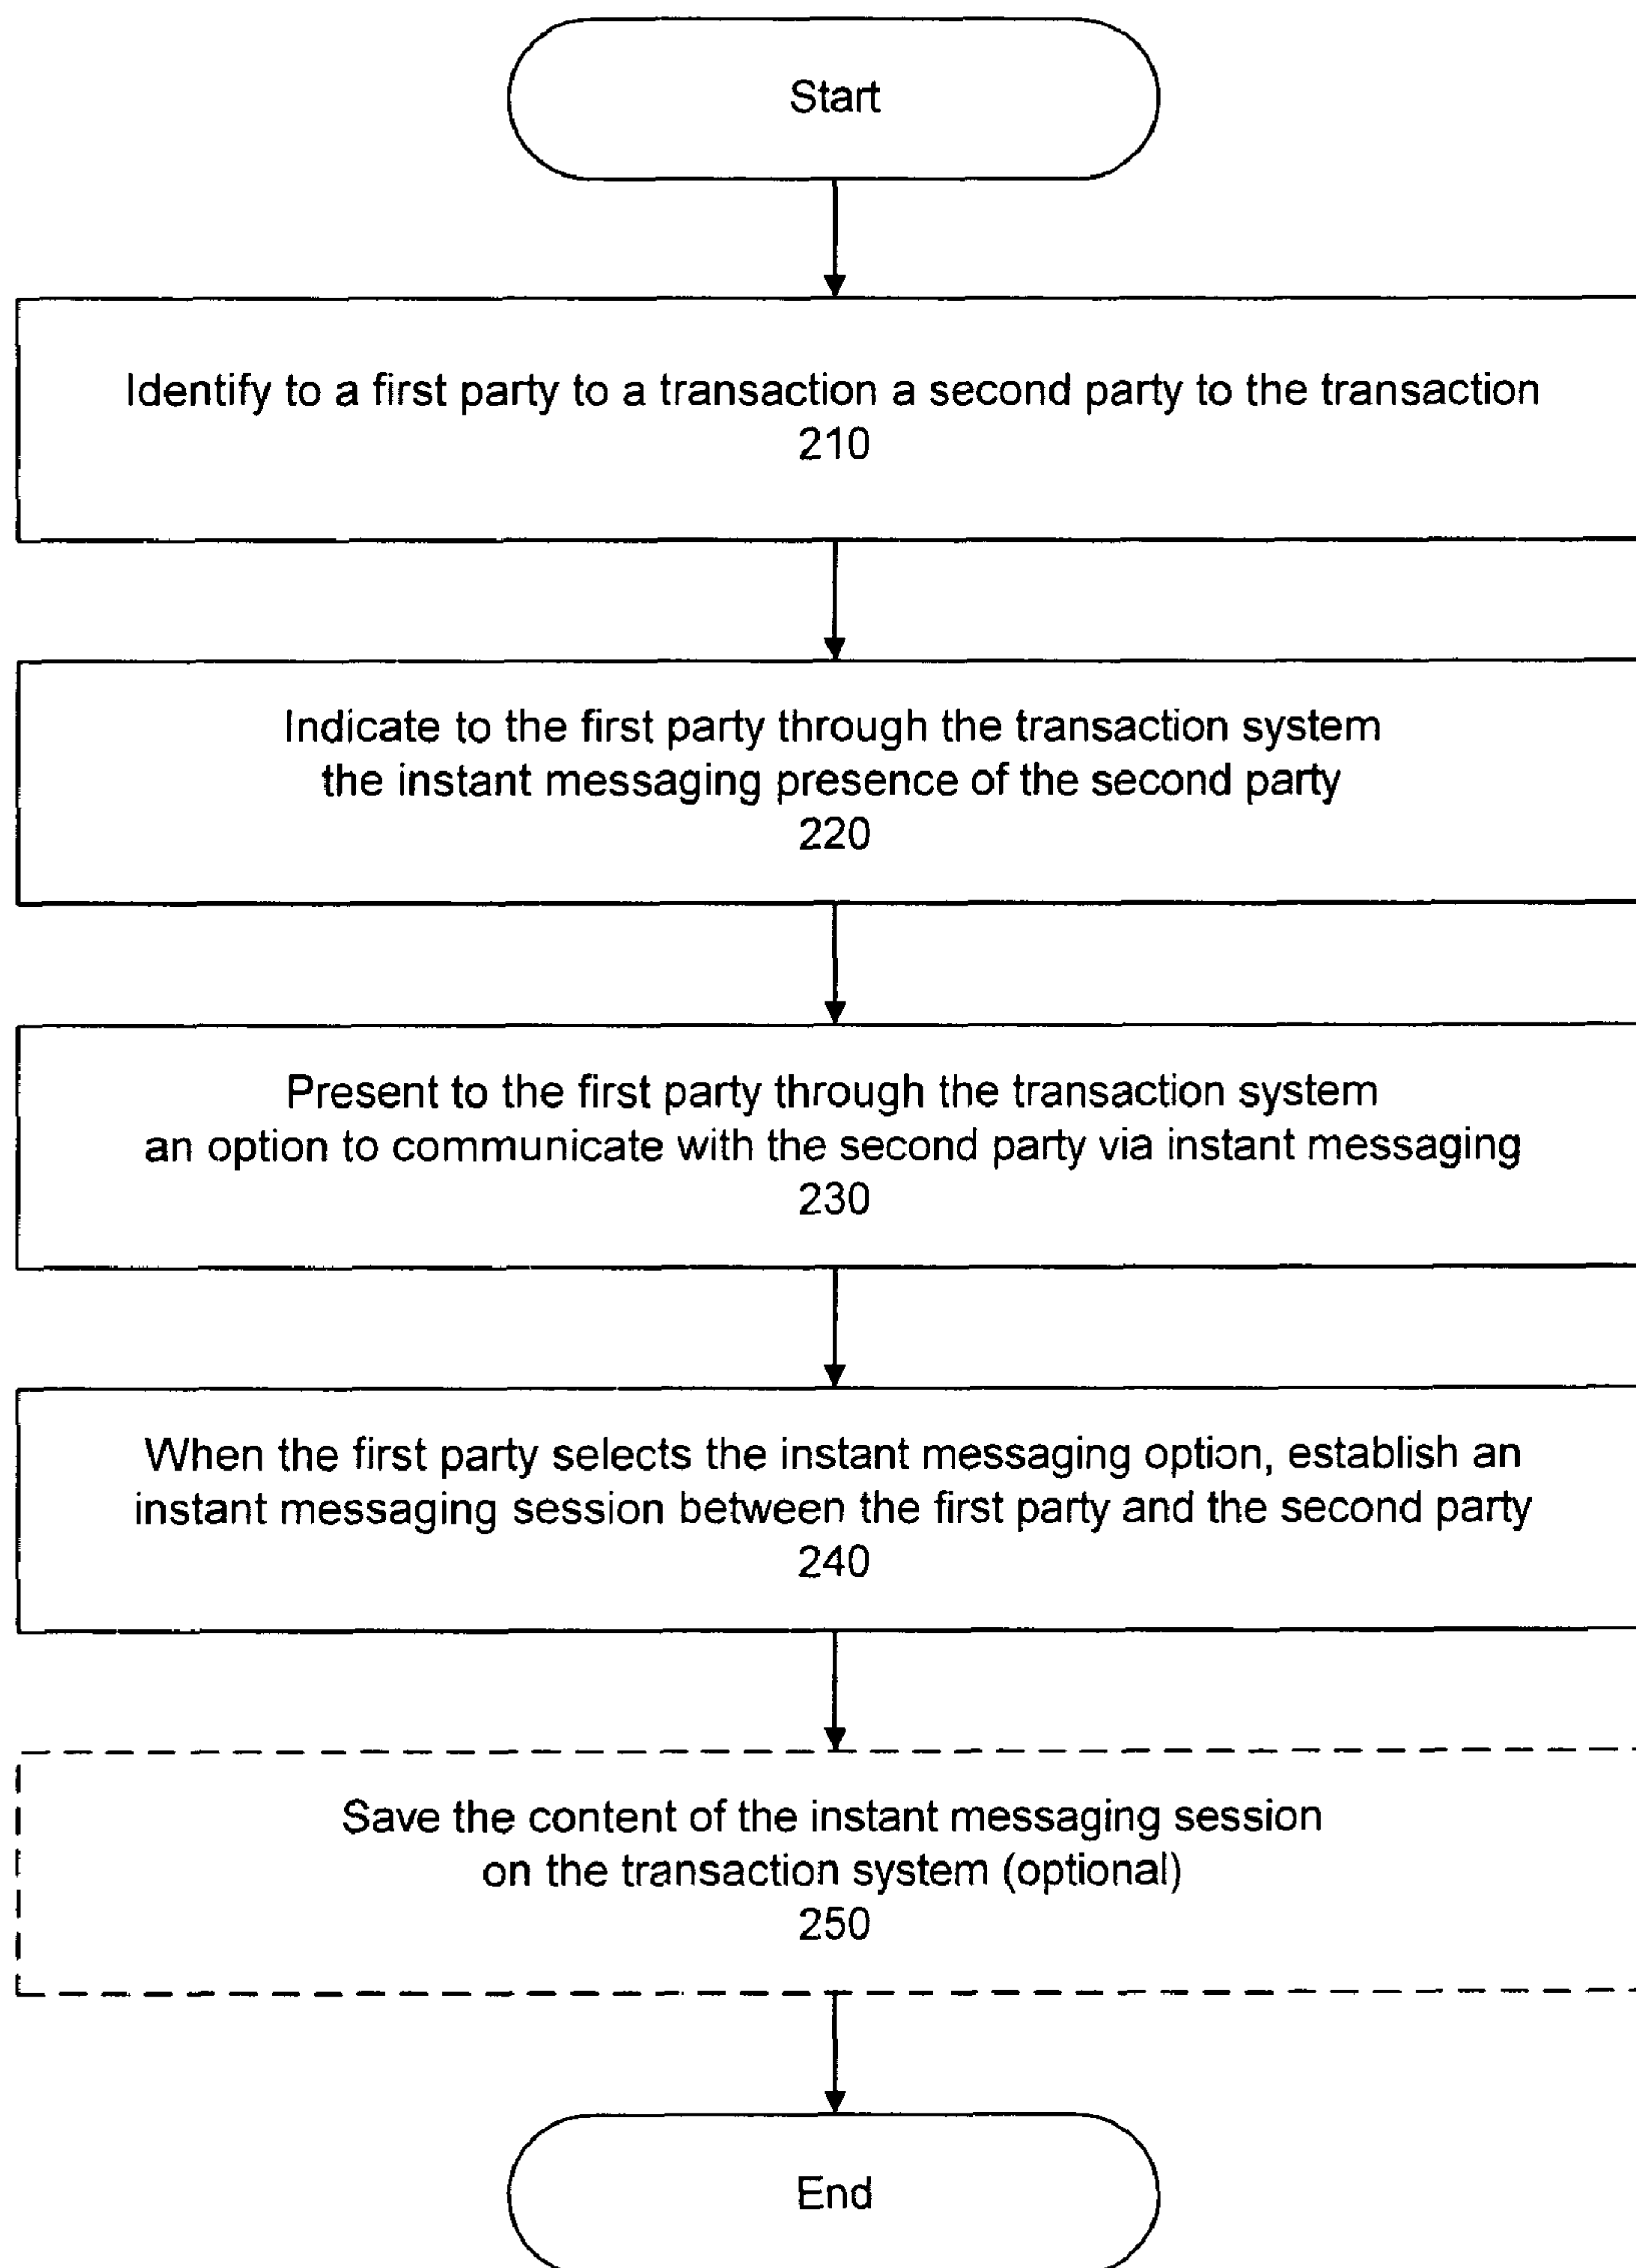 Start
Identify to a first party to a transaction a second party to the transaction
210
Indicate to the first party through the transaction system
the instant messaging presence of the second party
220
Present to the first party through the transaction system
an option to communicate with the second party via instant messaging
230
When the first party selects the instant messaging option, establish an
instant messaging session between the first party and the second party
240
Save the content of the instant messaging session
on the transaction system (optional)
250
End